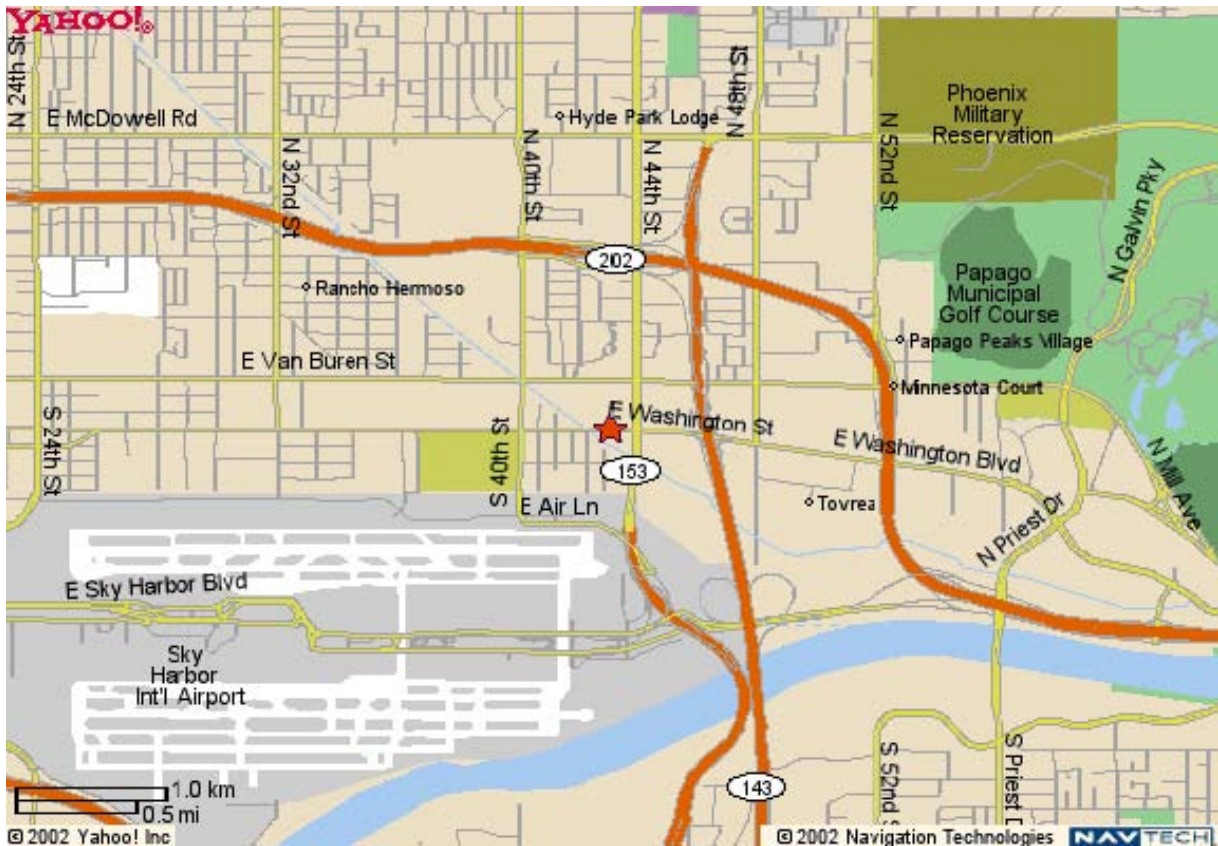 YAHOO!®
N 24th St
E McDowell Rd
N 32nd St
Hyde Park Lodge
N 40th St
N 44th St
N 48th St
N 52nd St
Phoenix
Military
Reservation
N Galvin Pky
202
Rancho Hermoso
Papago
Municipal
Golf Course
Papago Peaks Village
E Van Buren St
Minnesota Court
S 24th St
S 40th St
E Washington St
E Washington Blvd
N Mill Ave
153
E Air Ln
Tovrea
N Priest Dr
E Sky Harbor Blvd
Sky
Harbor
Int'l Airport
S 52nd S
S Priest D
143
1.0 km
0.5 mi
© 2002 Yahoo! Inc
© 2002 Navigation Technologies NAVTECH